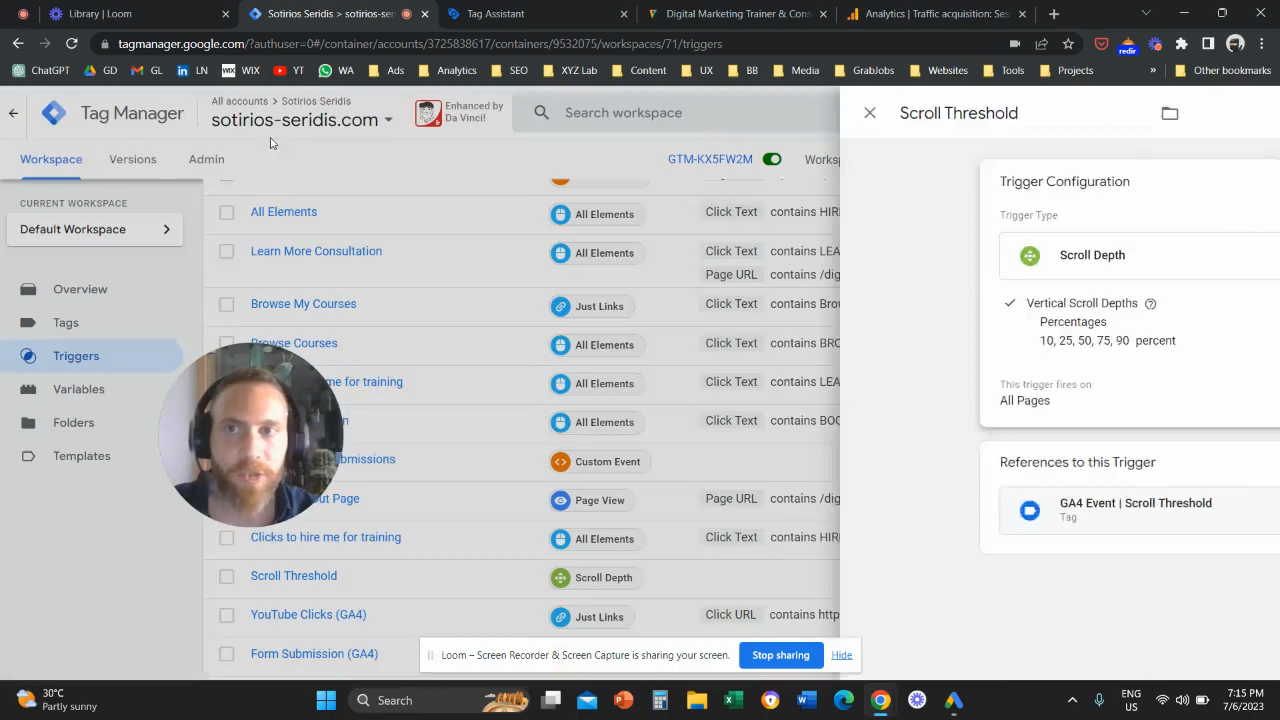 Library | Loom
Sotirios Seridis > sotirios-ser
Tag Assistant
Digital Marketing Trainer & Cons
Analytics | Traffic acquisition: Ses
tagmanager.google.com/?authuser=0#/container/accounts/3725838617/containers/9532075/workspaces/71/triggers
redir
ChatGPT
GD
GL
LN
WIX
WIX
YT
WA
Ads
Analytics
SEO
XYZ Lab
Content
UX
BB
Media
GrabJobs
Websites
Tools
Projects
»
Other bookmarks
Tag Manager
All accounts > Sotirios Seridis
sotirios-seridis.com
Enhanced by
Da Vinci!
Search workspace
Scroll Threshold
Workspace
Versions
Admin
GTM-KX5FW2M
Worksp
CURRENT WORKSPACE
Default Workspace
Overview
Tags
Triggers
Variables
Folders
Templates
All Elements
All Elements
Click Text contains HIR
Learn More Consultation
All Elements
Click Text contains LEA
Page URL contains /dig
Browse My Courses
Just Links
Click Text contains Bro
Browse Courses
All Elements
Click Text contains BRO
me for training
All Elements
Click Text contains LEA
n
All Elements
Click Text contains BOO
bmissions
Custom Event
ut Page
Page View
Page URL contains /dig
Clicks to hire me for training
All Elements
Click Text contains HIR
Scroll Threshold
Scroll Depth
YouTube Clicks (GA4)
Just Links
Click URL contains http
Form Submission (GA4)
Trigger Configuration
Trigger Type
Scroll Depth
Vertical Scroll Depths
Percentages
10, 25, 50, 75, 90 percent
This trigger fires on
All Pages
References to this Trigger
GA4 Event | Scroll Threshold
Tag
Loom – Screen Recorder & Screen Capture is sharing your screen.
Stop sharing
Hide
30°C
Partly sunny
Search
ENG
US
7:15 PM
7/6/2023